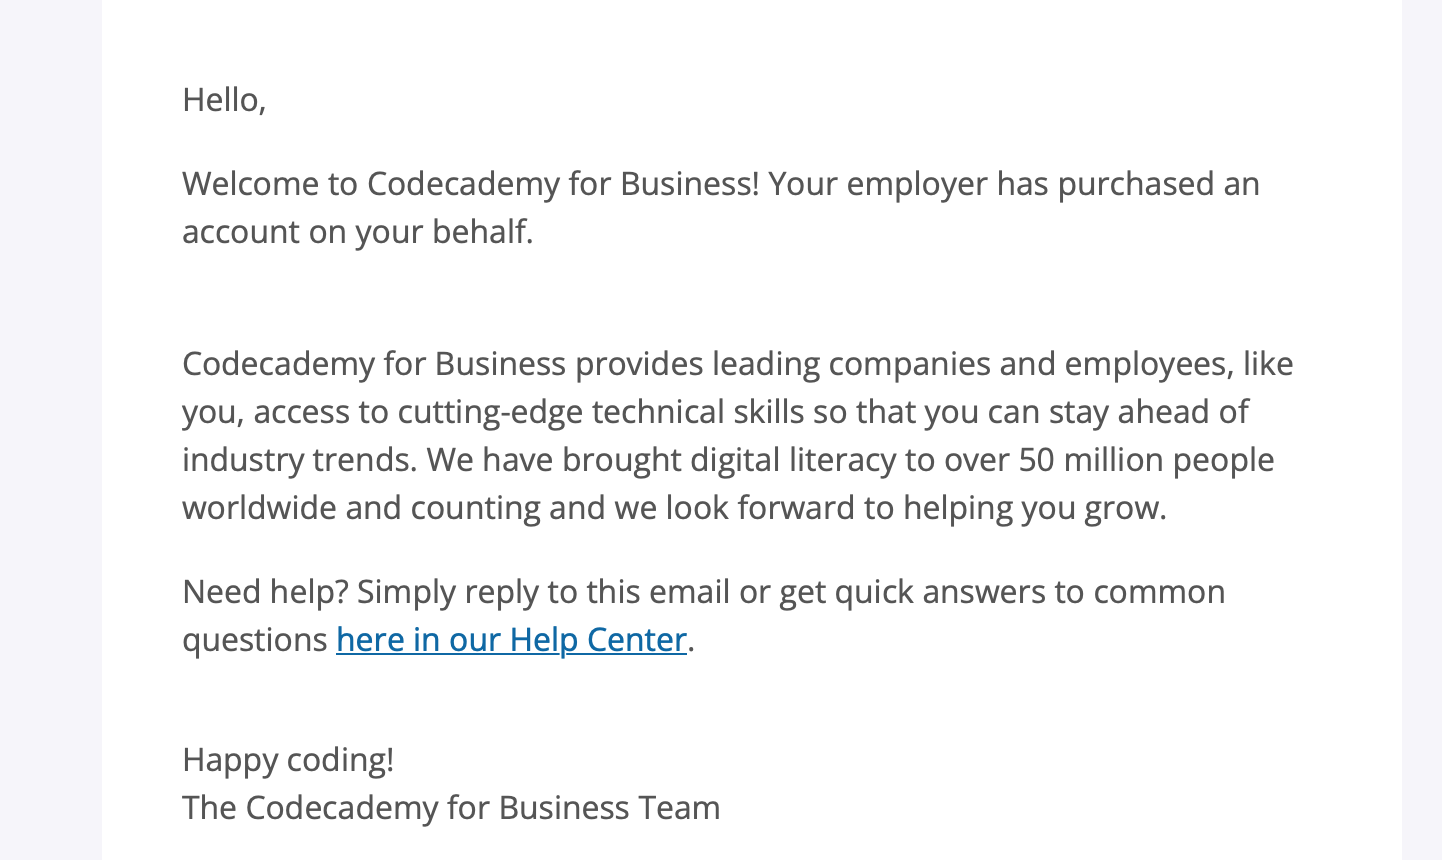 Hello,
Welcome to Codecademy for Business! Your employer has purchased an
account on your behalf.
Codecademy for Business provides leading companies and employees, like
you, access to cutting-edge technical skills so that you can stay ahead of
industry trends. We have brought digital literacy to over 50 million people
worldwide and counting and we look forward to helping you grow.
Need help? Simply reply to this email or get quick answers to common
questions here in our Help Center.
Happy coding!
The Codecademy for Business Team